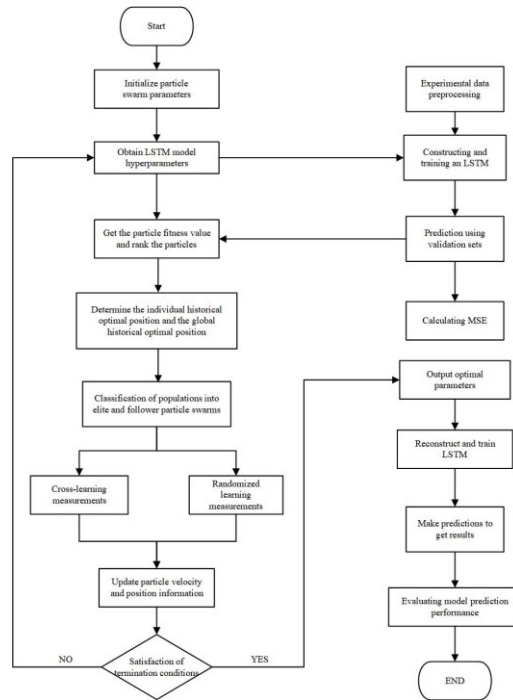 Start
Initialize particle
swarm parameters
Obtain LSTM model
hyperparameters
Get the particle fitness value
and rank the particles
Determine the individual historical
optimal position and the global
historical optimal position
Classification of populations into
elite and follower particle swarms
Cross-learning
measurements
Randomized
learning
measurements
Update particle velocity
and position information
NO
Satisfaction of
termination conditions
YES
Experimental data
preprocessing
Constructing and
training an LSTM
Prediction using
validation sets
Calculating MSE
Output optimal
parameters
Reconstruct and train
LSTM
Make predictions to
get results
Evaluating model prediction
performance
END